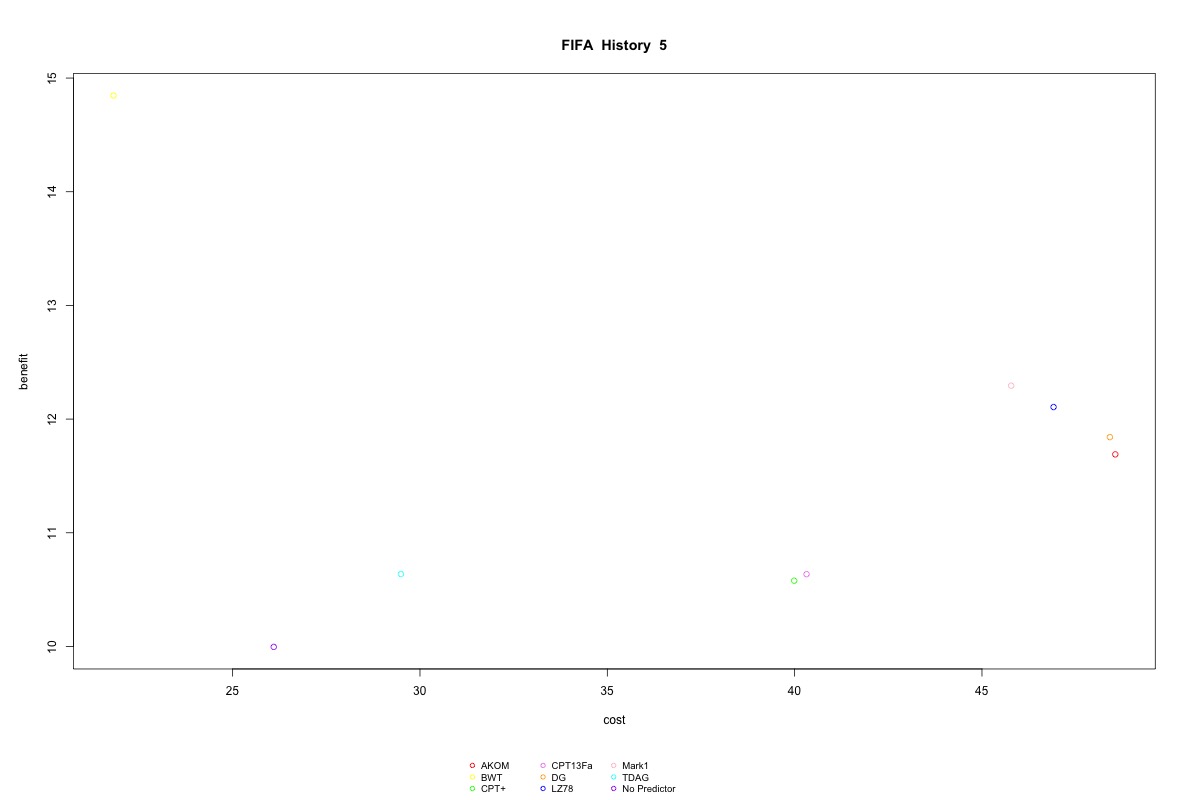 FIFA History 5
15
14
13
12
11
10
benefit
25 30 35 40 45
cost
AKOM CPT13Fa Mark1
BWT DG TDAG
CPT+ LZ78 No Predictor